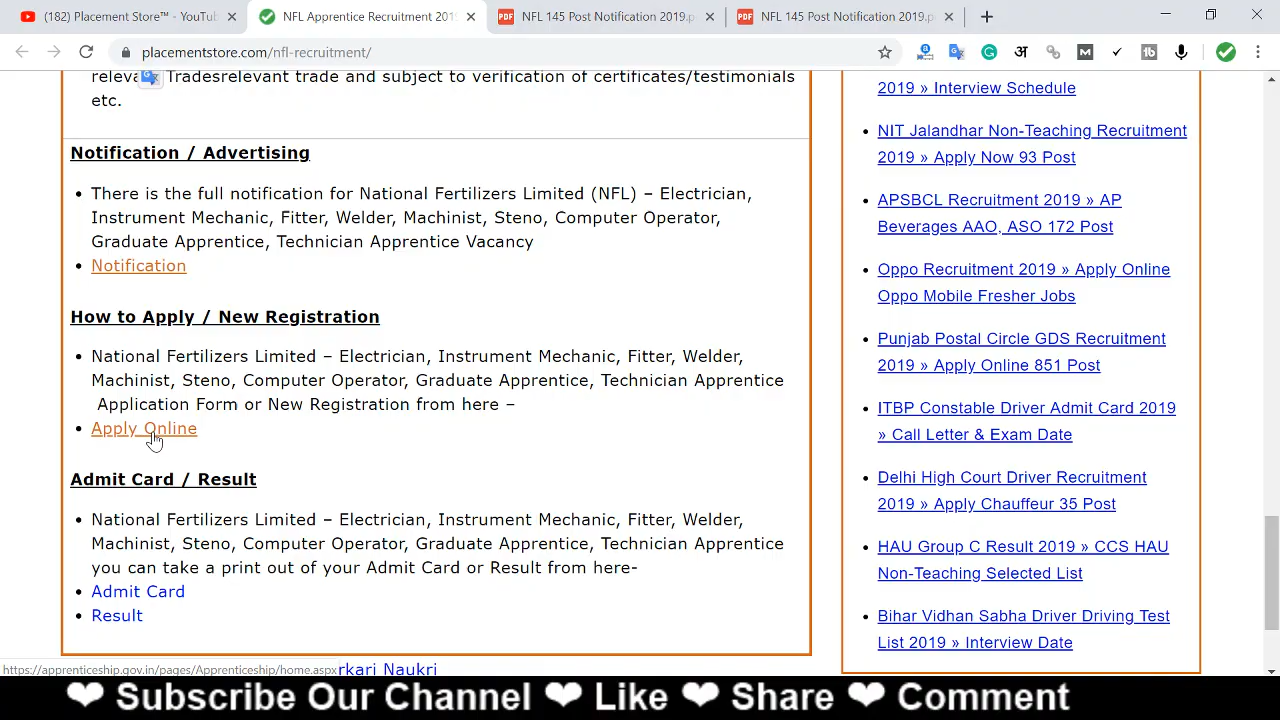 (182) Placement Store™ - YouTu
NFL Apprentice Recruitment 2019
NFL 145 Post Notification 2019.p
NFL 145 Post Notification 2019.p
placementstore.com/nfl-recruitment/
releva Tradesrelevant trade and subject to verification of certificates/testimonials
etc.
Notification / Advertising
There is the full notification for National Fertilizers Limited (NFL) – Electrician,
Instrument Mechanic, Fitter, Welder, Machinist, Steno, Computer Operator,
Graduate Apprentice, Technician Apprentice Vacancy
Notification
How to Apply / New Registration
National Fertilizers Limited – Electrician, Instrument Mechanic, Fitter, Welder,
Machinist, Steno, Computer Operator, Graduate Apprentice, Technician Apprentice
Application Form or New Registration from here –
Apply Online
Admit Card / Result
National Fertilizers Limited – Electrician, Instrument Mechanic, Fitter, Welder,
Machinist, Steno, Computer Operator, Graduate Apprentice, Technician Apprentice
you can take a print out of your Admit Card or Result from here-
Admit Card
Result
rkari Naukri
https://apprenticeship.gov.in/pages/Apprenticeship/home.aspx
2019 » Interview Schedule
NIT Jalandhar Non-Teaching Recruitment
2019 » Apply Now 93 Post
APSBCL Recruitment 2019 » AP
Beverages AAO, ASO 172 Post
Oppo Recruitment 2019 » Apply Online
Oppo Mobile Fresher Jobs
Punjab Postal Circle GDS Recruitment
2019 » Apply Online 851 Post
ITBP Constable Driver Admit Card 2019
» Call Letter & Exam Date
Delhi High Court Driver Recruitment
2019 » Apply Chauffeur 35 Post
HAU Group C Result 2019 » CCS HAU
Non-Teaching Selected List
Bihar Vidhan Sabha Driver Driving Test
List 2019 » Interview Date
❤ Subscribe Our Channel ❤ Like ❤ Share ❤ Comment